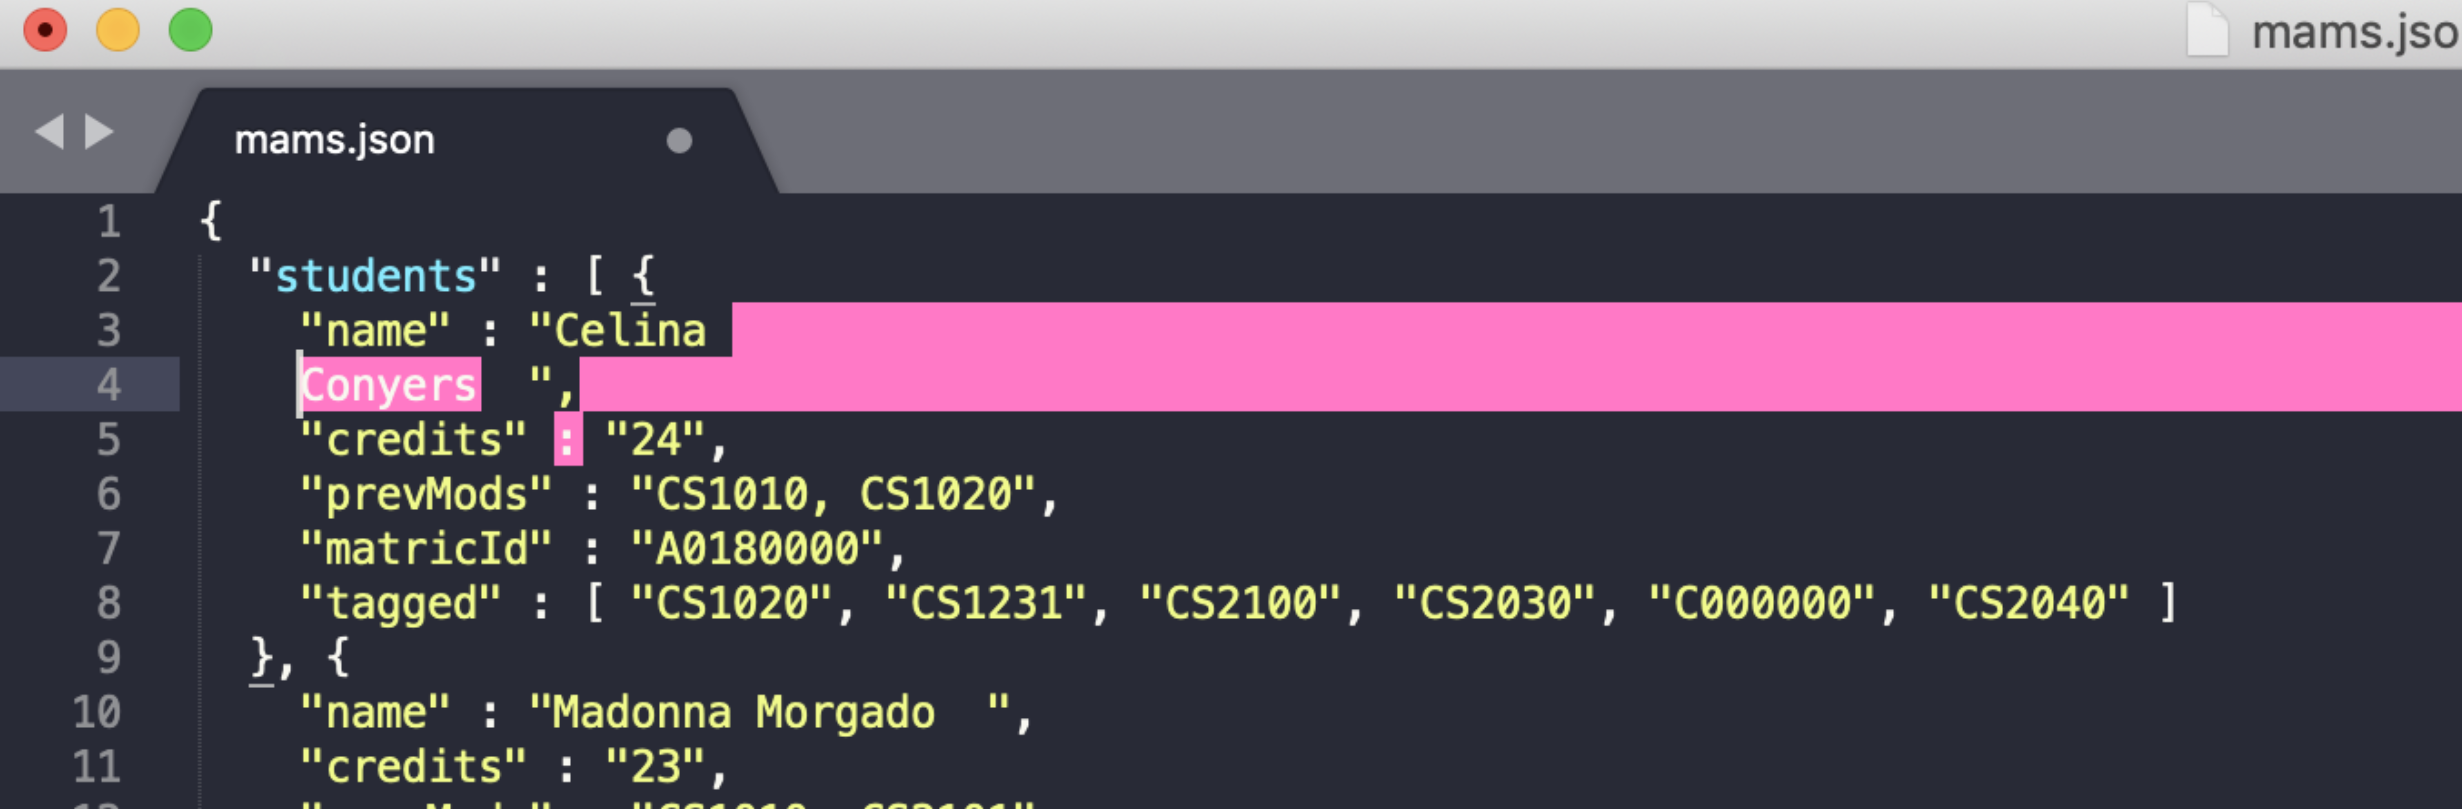 mams.jso
mams.json
1 {
2 "students" : [ {
3 "name" : "Celina
4 Conyers  ",
5 "credits" : "24",
6 "prevMods" : "CS1010, CS1020",
7 "matricId" : "A0180000",
8 "tagged" : [ "CS1020", "CS1231", "CS2100", "CS2030", "C000000", "CS2040" ]
9 }, {
10 "name" : "Madonna Morgado  ",
11 "credits" : "23",